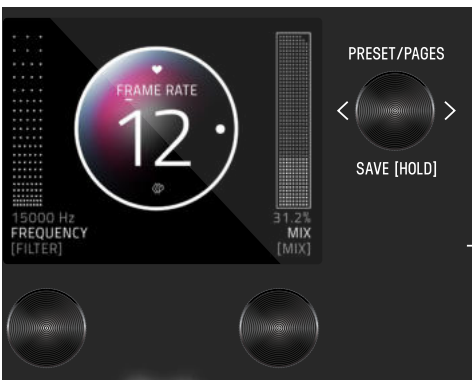 FRAME RATE
12
15000 Hz
FREQUENCY
[FILTER]
31.2%
MIX
[MIX]
PRESET/PAGES
< >
SAVE [HOLD]